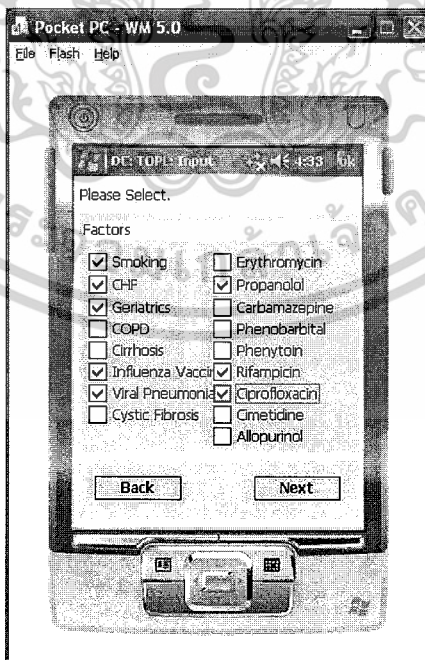 Pocket PC - WM 5.0
File Flash Help
DC: TOPL: Input 4:33 ok
Please Select.
Factors
Smoking
CHF
Geriatrics
COPD
Cirrhosis
Influenza Vaccir
Viral Pneumonia
Cystic Fibrosis
Erythromycin
Propanolol
Carbamazepine
Phenobarbital
Phenytoin
Rifampicin
Ciprofloxacin
Cimetidine
Allopurinol
Back Next